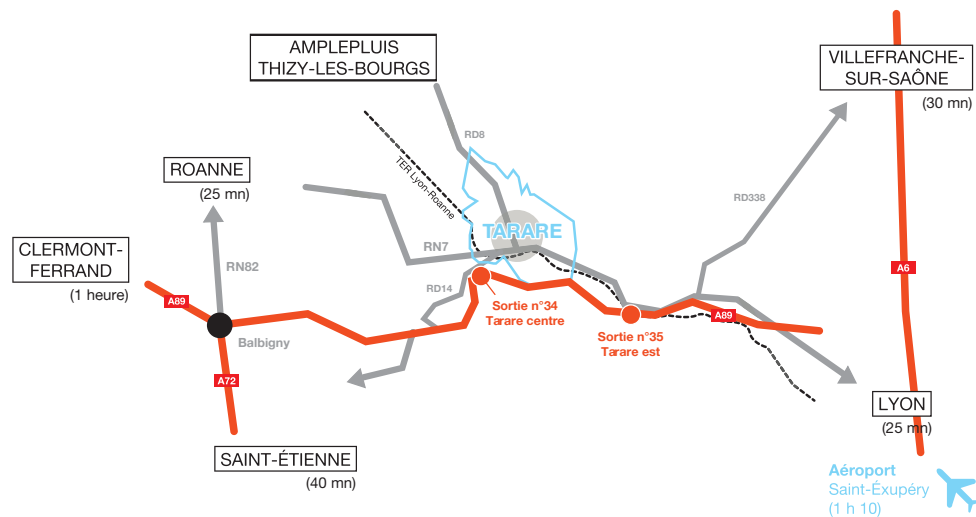 AMPLEPLUIS
THIZY-LES-BOURGS
VILLEFRANCHE-
SUR-SAÔNE
(30 mn)
RD8
TER Lyon-Roanne
ROANNE
(25 mn)
RD338
TARARE
CLERMONT-
FERRAND
(1 heure)
RN7
RN82
A6
RD14
A89
Sortie n°34
Tarare centre
A89
Balbigny
Sortie n°35
Tarare est
A72
LYON
(25 mn)
SAINT-ÉTIENNE
(40 mn)
Aéroport
Saint-Éxupéry
(1 h 10)